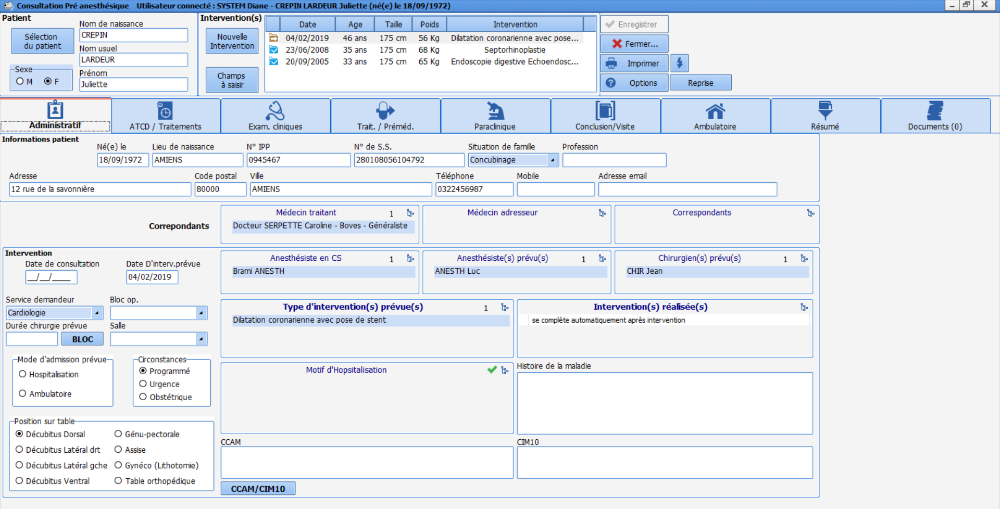 Consultation Pré anesthésique    Utilisateur connecté : SYSTEM Diane - CREPIN LARDEUR Juliette (né(e) le 18/09/1972)
Patient
Sélection
du patient
Sexe
M    F
Nom de naissance
CREPIN
Nom usuel
LARDEUR
Prénom
Juliette
Intervention(s)
Nouvelle
Intervention
Champs
à saisir
Date    Age    Taille    Poids    Intervention
04/02/2019    46 ans    175 cm    56 Kg    Dilatation coronarienne avec pose...
23/06/2008    35 ans    175 cm    68 Kg    Septorhinoplastie
20/09/2005    33 ans    175 cm    65 Kg    Endoscopie digestive Echoendosc...
Enregistrer
Fermer...
Imprimer
Options    Reprise
Administratif    ATCD / Traitements    Exam. cliniques    Trait. / Préméd.    Paraclinique    Conclusion/Visite    Ambulatoire    Résumé    Documents (0)
Informations patient
Né(e) le    Lieu de naissance    N° IPP    N° de S.S.    Situation de famille    Profession
18/09/1972    AMIENS    0945467    280108056104792    Concubinage
Adresse    Code postal    Ville    Téléphone    Mobile    Adresse email
12 rue de la savonnière    80000    AMIENS    0322456987
Correpondants
Médecin traitant    1
Docteur SERPETTE Caroline - Boves - Généraliste
Médecin adresseur
Correspondants
Intervention
Date de consultation    Date D'interv.prévue
__/__/____    04/02/2019
Anesthésiste en CS    1
Brami ANESTH
Anesthésiste(s) prévu(s)    1
ANESTH Luc
Chirurgien(s) prévu(s)    1
CHIR Jean
Service demandeur    Bloc op.
Cardiologie
Durée chirurgie prévue    Salle
BLOC
Type d'intervention(s) prévue(s)    1
Dilatation coronarienne avec pose de stent
Intervention(s) réalisée(s)
se complète automatiquement après intervention
Mode d'admission prévue
Hospitalisation
Ambulatoire
Circonstances
Programmé
Urgence
Obstétrique
Motif d'Hopsitalisation
Histoire de la maladie
Position sur table
Décubitus Dorsal    Génu-pectorale
Décubitus Latéral drt    Assise
Décubitus Latéral gche    Gynéco (Lithotomie)
Décubitus Ventral    Table orthopédique
CCAM    CIM10
CCAM/CIM10